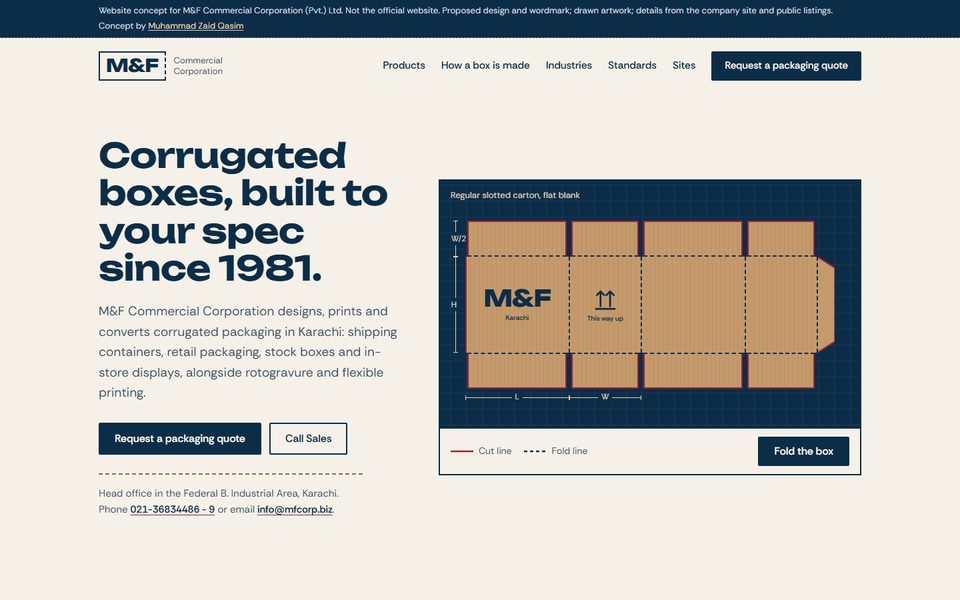 Website concept for M&F Commercial Corporation (Pvt.) Ltd. Not the official website. Proposed design and wordmark; drawn artwork; details from the company site and public listings.
Concept by Muhammad Zaid Qasim
M&F
Commercial
Corporation
Products
How a box is made
Industries
Standards
Sites
Request a packaging quote
Corrugated
boxes, built to
your spec
since 1981.
M&F Commercial Corporation designs, prints and
converts corrugated packaging in Karachi: shipping
containers, retail packaging, stock boxes and in-
store displays, alongside rotogravure and flexible
printing.
Request a packaging quote
Call Sales
Head office in the Federal B. Industrial Area, Karachi.
Phone 021-36834486 - 9 or email info@mfcorp.biz.
Regular slotted carton, flat blank
W/2
H
M&F
Karachi
This way up
L
W
Cut line
Fold line
Fold the box